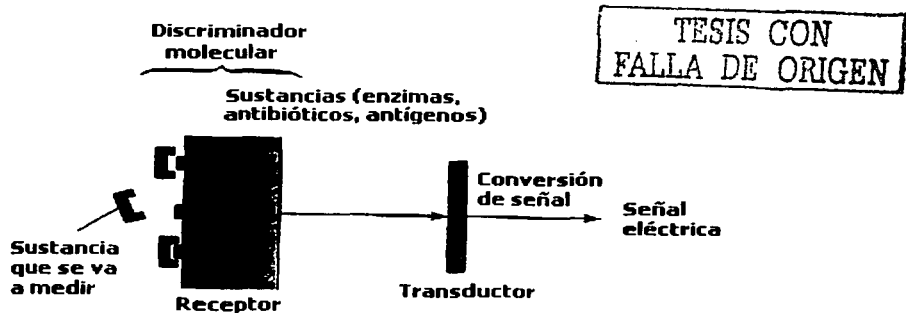 TESIS CON
FALLA DE ORIGEN
Discriminador
molecular
Sustancias (enzimas,
antibióticos, antígenos)
Sustancia
que se va
a medir
Receptor
Transductor
Conversión
de señal
Señal
eléctrica